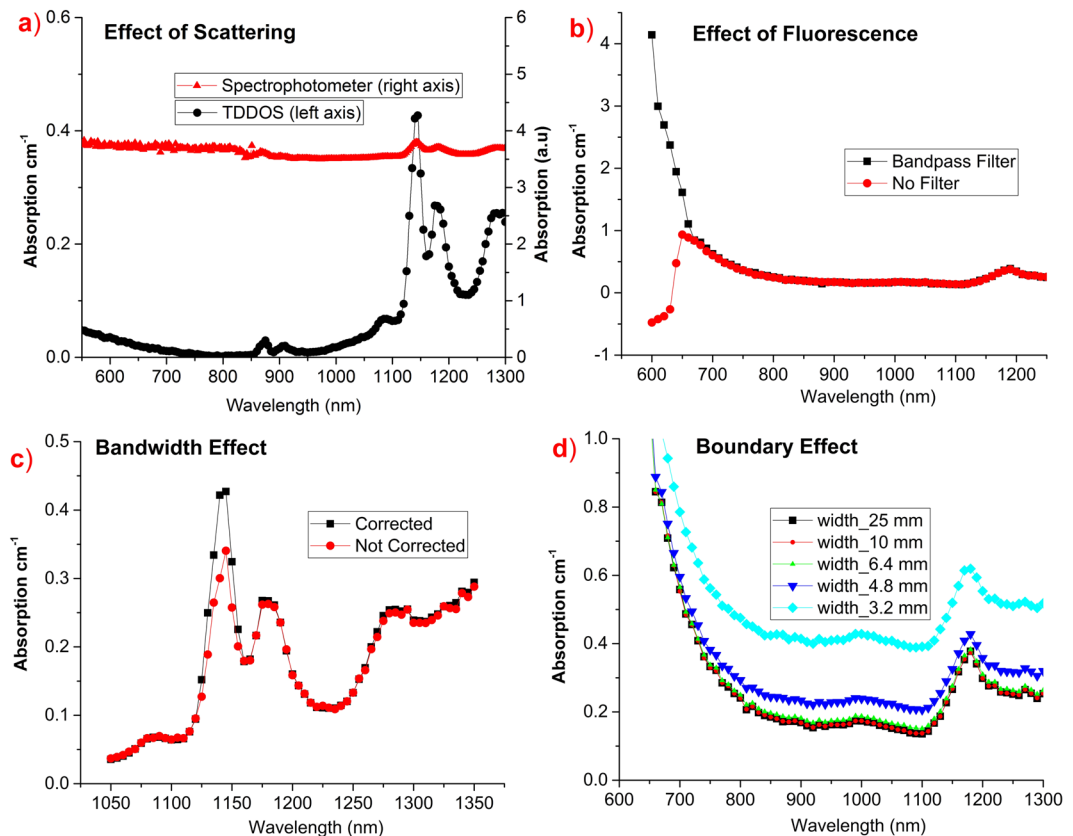 a)
Effect of Scattering
Spectrophotometer (right axis)
TDDOS (left axis)
Absorption cm-1
0.6
0.4
0.2
0.0
Absorption (a.u)
6
5
4
3
2
1
0
600 700 800 900 1000 1100 1200 1300
Wavelength (nm)
b)
Effect of Fluorescence
Bandpass Filter
No Filter
Absorption cm-1
4
3
2
1
0
-1
600 700 800 900 1000 1100 1200
Wavelength (nm)
c)
Bandwidth Effect
Corrected
Not Corrected
Absorption cm-1
0.5
0.4
0.3
0.2
0.1
0.0
1050 1100 1150 1200 1250 1300 1350
Wavelength (nm)
d)
Boundary Effect
width_25 mm
width_10 mm
width_6.4 mm
width_4.8 mm
width_3.2 mm
Absorption cm-1
1.0
0.8
0.6
0.4
0.2
0.0
600 700 800 900 1000 1100 1200 1300
Wavelength (nm)